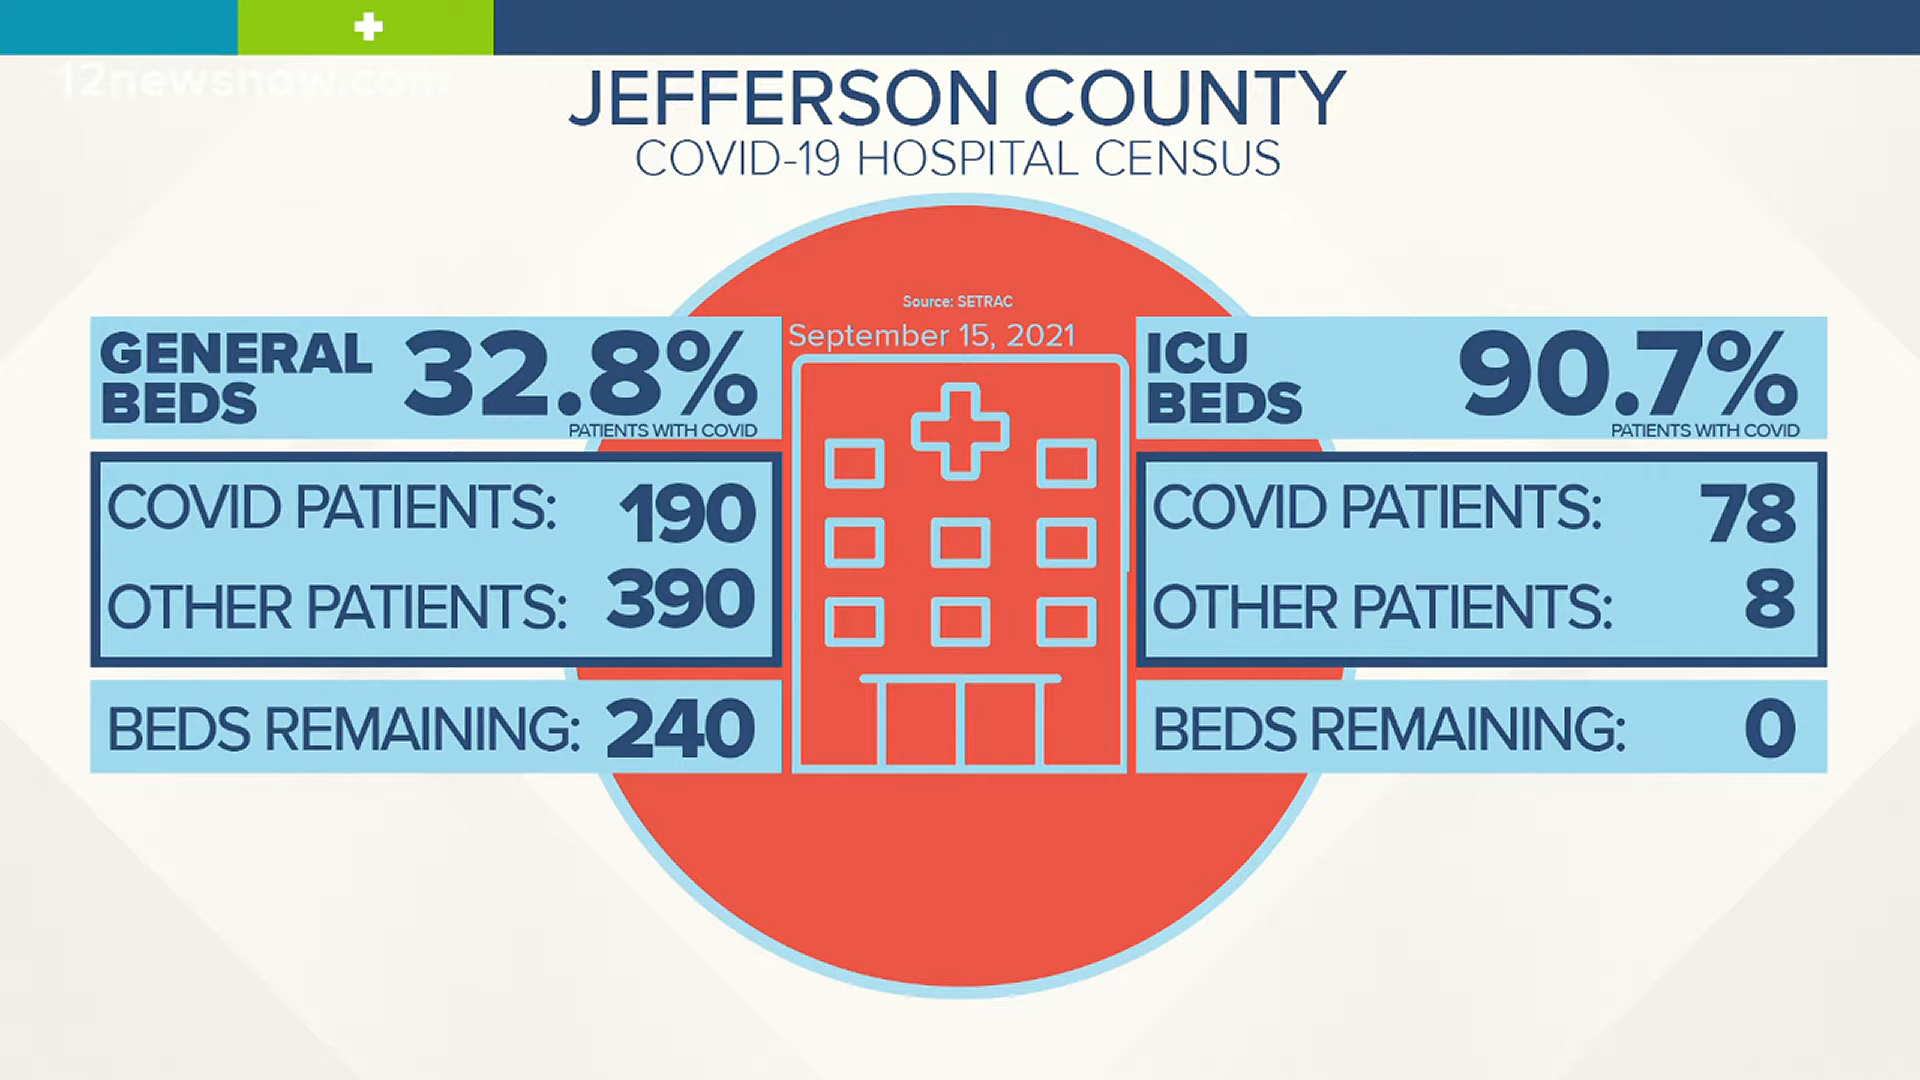 12newsnow.com
JEFFERSON COUNTY
COVID-19 HOSPITAL CENSUS
Source: SETRAC
September 15, 2021
GENERAL BEDS
32.8%
PATIENTS WITH COVID
COVID PATIENTS: 190
OTHER PATIENTS: 390
BEDS REMAINING: 240
ICU BEDS
90.7%
PATIENTS WITH COVID
COVID PATIENTS: 78
OTHER PATIENTS: 8
BEDS REMAINING: 0